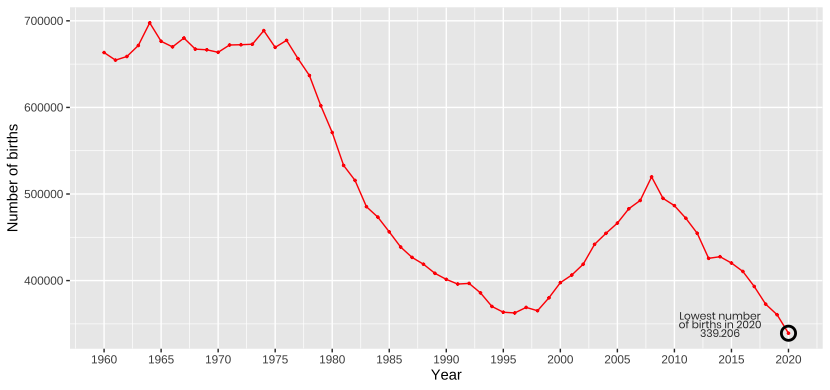 700000
600000
500000
400000
Number of births
Lowest number
of births in 2020
339.206
1960 1965 1970 1975 1980 1985 1990 1995 2000 2005 2010 2015 2020
Year